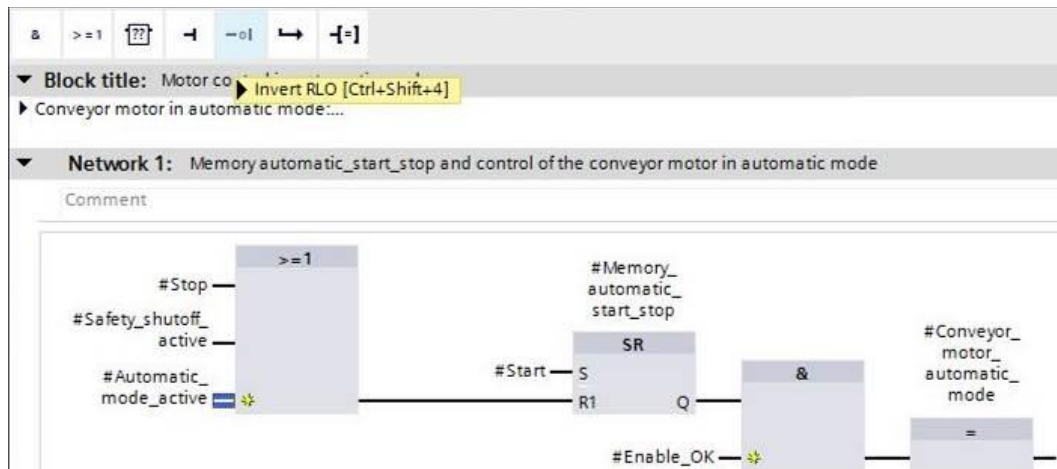 & >=1 ?? =
Block title: Motor co
Invert RLO [Ctrl+Shift+4]
Conveyor motor in automatic mode:...
Network 1: Memory automatic_start_stop and control of the conveyor motor in automatic mode
Comment
>=1
#Stop
#Safety_shutoff_
active
#Automatic_
mode_active
#Memory_
automatic_
start_stop
SR
#Start S
R1 Q
&
#Enable_OK
#Conveyor_
motor_
automatic_
mode
=